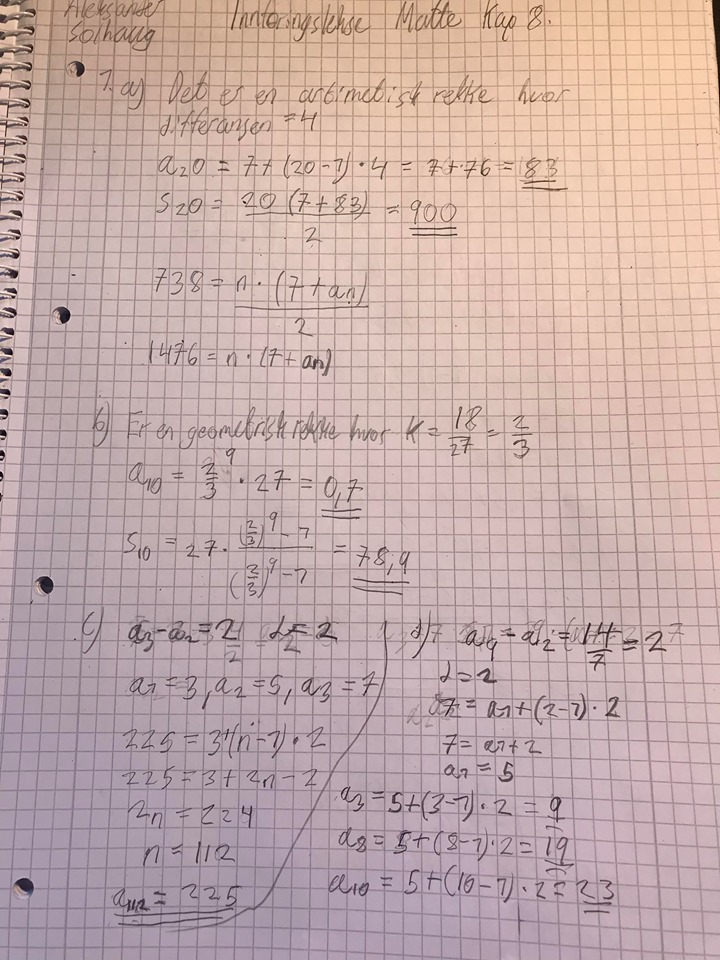 Aleksander Innføringslekse Matte Kap 8.
Solhaug
1. a) Det er en aritmetisk rekke hvor
differansen = 4
a20 = 7 + (20 - 1) · 4 = 7 + 76 = 83
S20 = 20 (7 + 83) / 2 = 900
738 = n · (7 + an) / 2
1476 = n · (7 + an)
b) Er en geometrisk rekke hvor K = 18/27 = 2/3
a10 = 2/3^9 · 27 = 0,7
S10 = 27 · ((2/3)^9 - 1) / ((2/3)^9 - 1) = 78,9
c) a3 - a2 = 2 d = 2
a1 = 3, a2 = 5, a3 = 7
225 = 3 + (n - 1) · 2
225 = 3 + 2n - 2
2n = 224
n = 112
a112 = 225
d) a9 - a2 = 14/7 = 2
d = 2
7 = a1 + (2 - 1) · 2
7 = a1 + 2
a1 = 5
a3 = 5 + (3 - 1) · 2 = 9
a8 = 5 + (8 - 1) · 2 = 19
a10 = 5 + (10 - 1) · 2 = 23